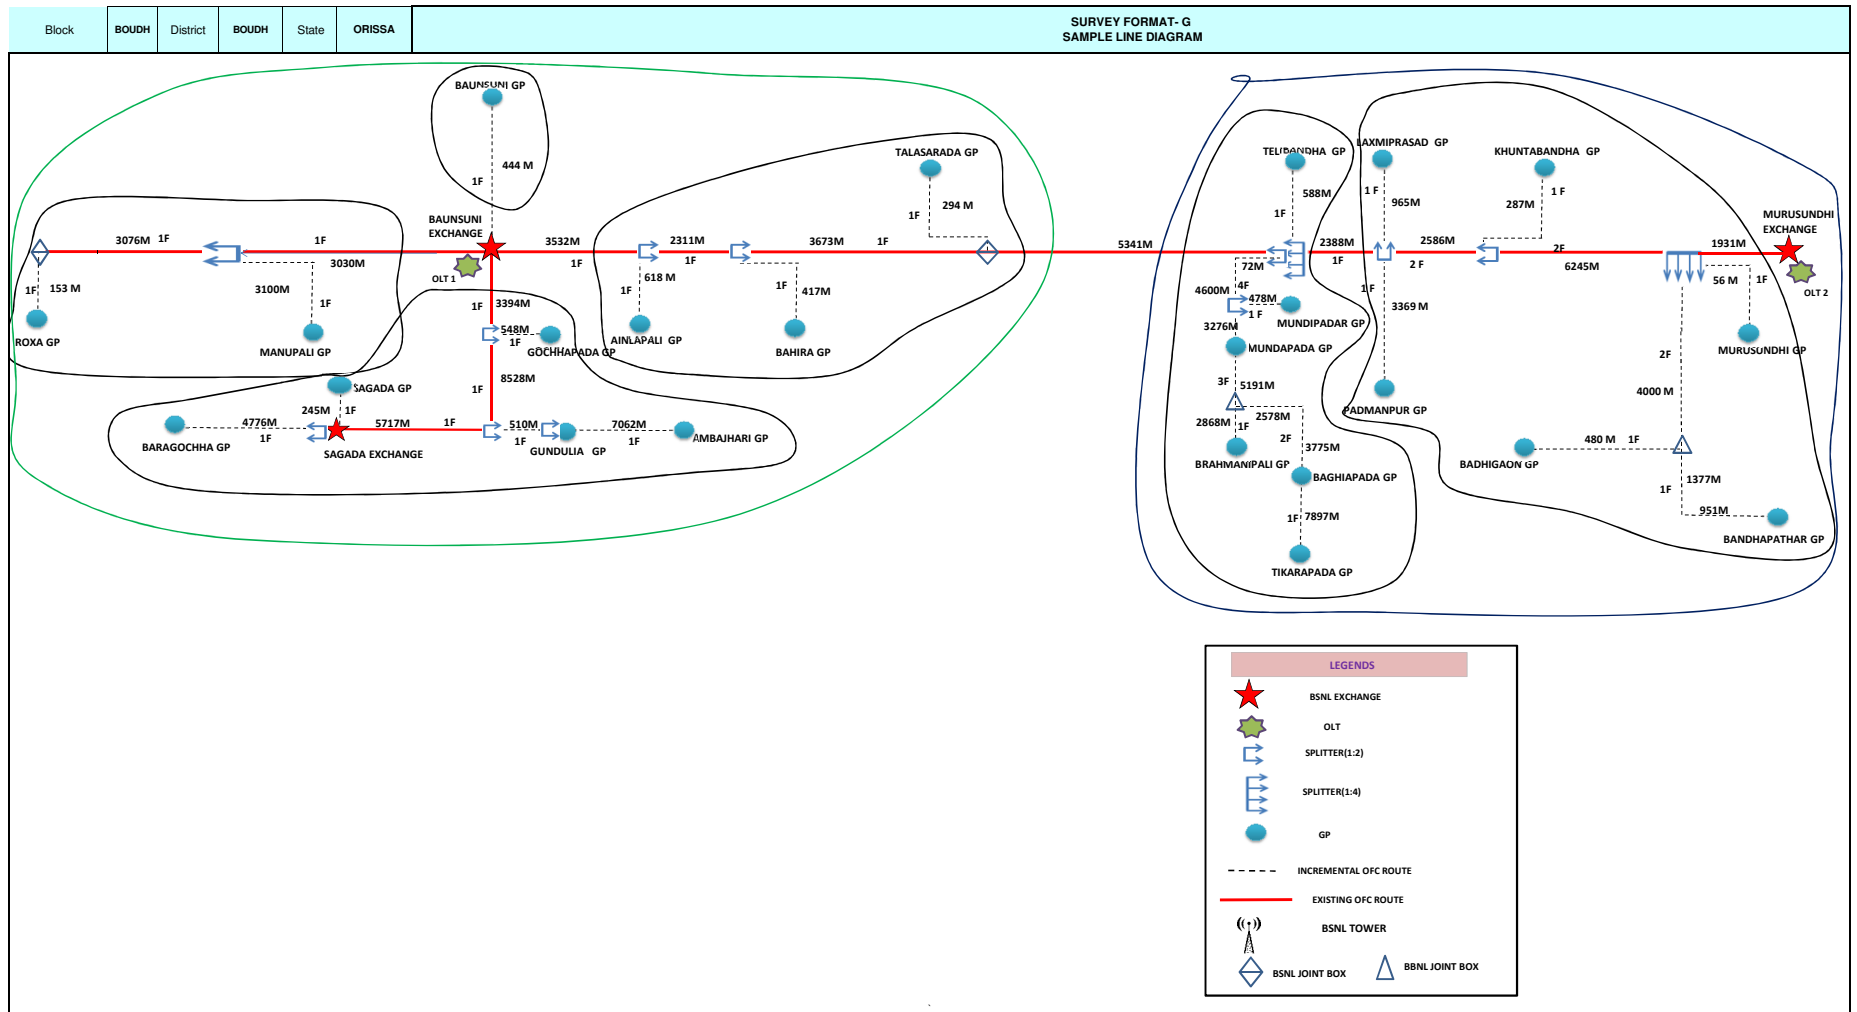 Block BOUDH District BOUDH State ORISSA
SURVEY FORMAT- G
SAMPLE LINE DIAGRAM
BAUNSUNI GP
444 M
1F
TALASARADA GP
294 M
1F
BAUNSUNI
EXCHANGE
OLT 1
3076M 1F
1F
3030M
3532M
1F
2311M
1F
3673M 1F
5341M
153 M
1F
ROXA GP
3100M
1F
MANUPALI GP
1F
3394M
548M
1F
GOCHHAPADA GP
618 M
1F
AINLAPALI GP
1F
417M
BAHIRA GP
8528M
1F
SAGADA GP
245M 1F
4776M
1F
BARAGOCHHA GP
5717M 1F
SAGADA EXCHANGE
510M
1F
GUNDULIA GP
7062M
1F
AMBAJHARI GP
TELIBANDHA GP
588M
1F
LAXMIPRASAD GP
1 F
965M
KHUNTABANDHA GP
1 F
287M
MURUSUNDHI
EXCHANGE
OLT 2
2388M
1F
2586M
2 F
2F
6245M
1931M
72M
4F
4600M
478M
1 F
MUNDIPADAR GP
3276M
MUNDAPADA GP
3F
5191M
2578M
2868M
1F
2F
BRAHMANIPALI GP
3775M
BAGHIAPADA GP
1F
7897M
TIKARAPADA GP
1 F
3369 M
PADMANPUR GP
56 M
1F
MURUSUNDHI GP
2F
4000 M
480 M 1F
BADHIGAON GP
1377M
1F
951M
BANDHAPATHAR GP
LEGENDS
BSNL EXCHANGE
OLT
SPLITTER(1:2)
SPLITTER(1:4)
GP
INCREMENTAL OFC ROUTE
EXISTING OFC ROUTE
BSNL TOWER
BSNL JOINT BOX
BBNL JOINT BOX